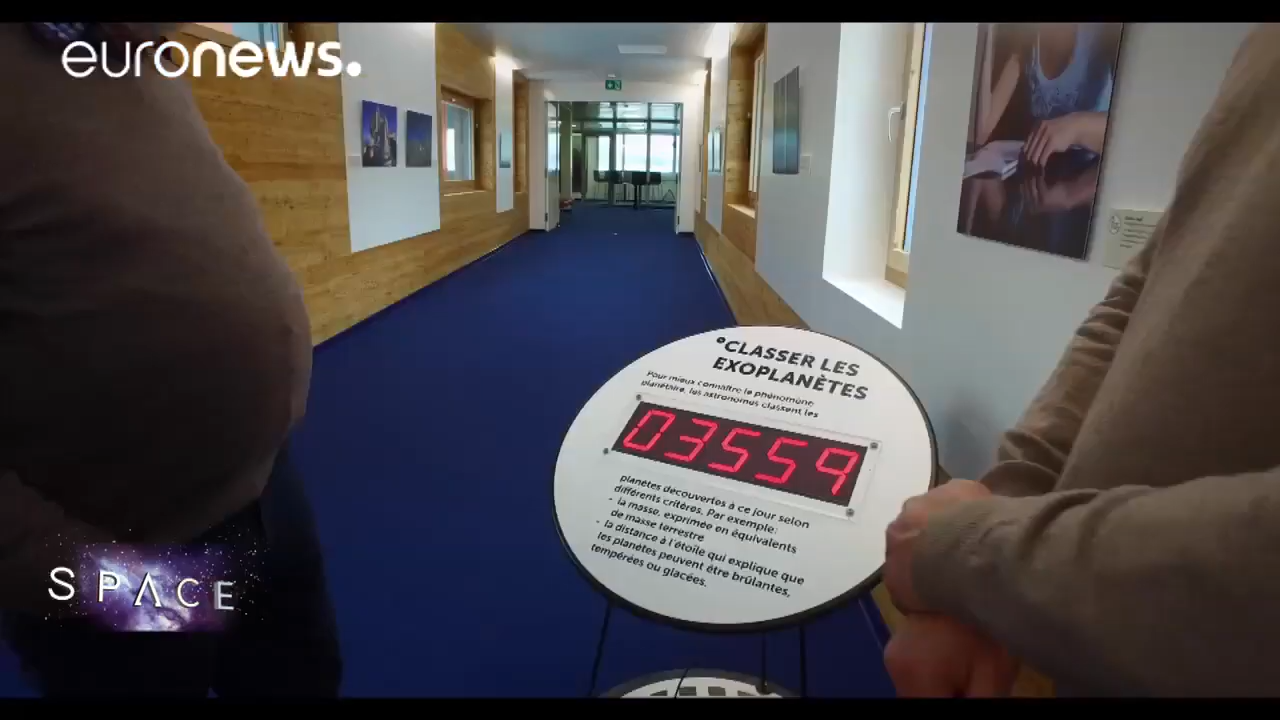 euronews.
°CLASSER LES
EXOPLANÈTES
Pour mieux connaître le phénomène
planétaire, les astronomes classent les
03559
planètes découvertes à ce jour selon
différents critères. Par exemple:
- la masse, exprimée en équivalents
de masse terrestre
- la distance à l'étoile qui explique que
les planètes peuvent être brûlantes,
tempérées ou glacées.
SPACE